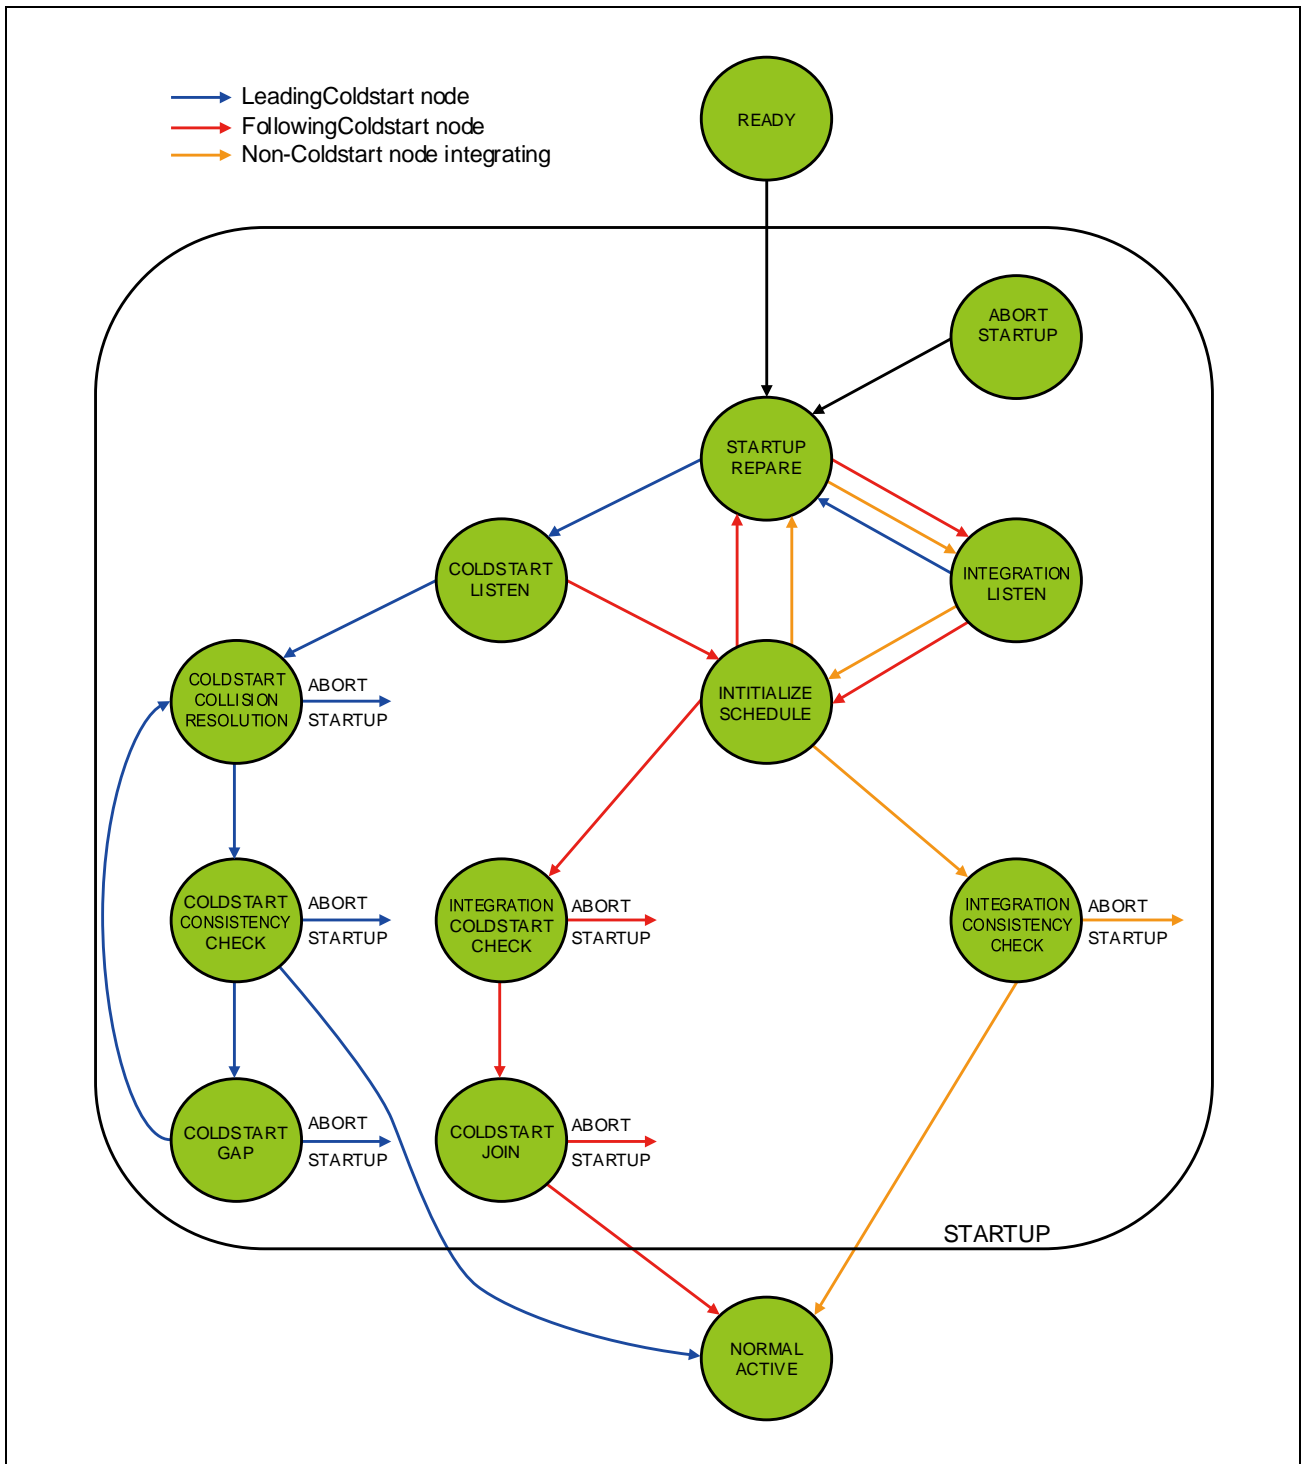 LeadingColdstart node
FollowingColdstart node
Non-Coldstart node integrating
READY
ABORT
STARTUP
STARTUP
REPARE
COLDSTART
LISTEN
INTEGRATION
LISTEN
COLDSTART
COLLISION
RESOLUTION
ABORT
STARTUP
INTITIALIZE
SCHEDULE
COLDSTART
CONSISTENCY
CHECK
ABORT
STARTUP
INTEGRATION
COLDSTART
CHECK
ABORT
STARTUP
INTEGRATION
CONSISTENCY
CHECK
ABORT
STARTUP
COLDSTART
GAP
ABORT
STARTUP
COLDSTART
JOIN
ABORT
STARTUP
STARTUP
NORMAL
ACTIVE